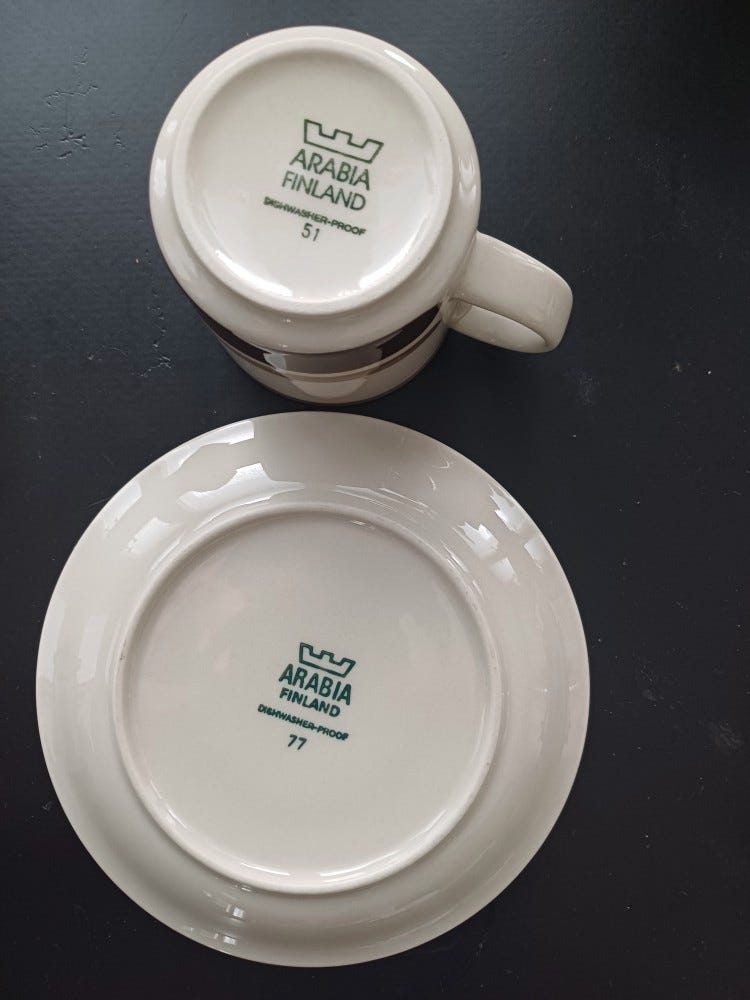 ARABIA
FINLAND
DISHWASHER-PROOF
51
ARABIA
FINLAND
DISHWASHER-PROOF
77